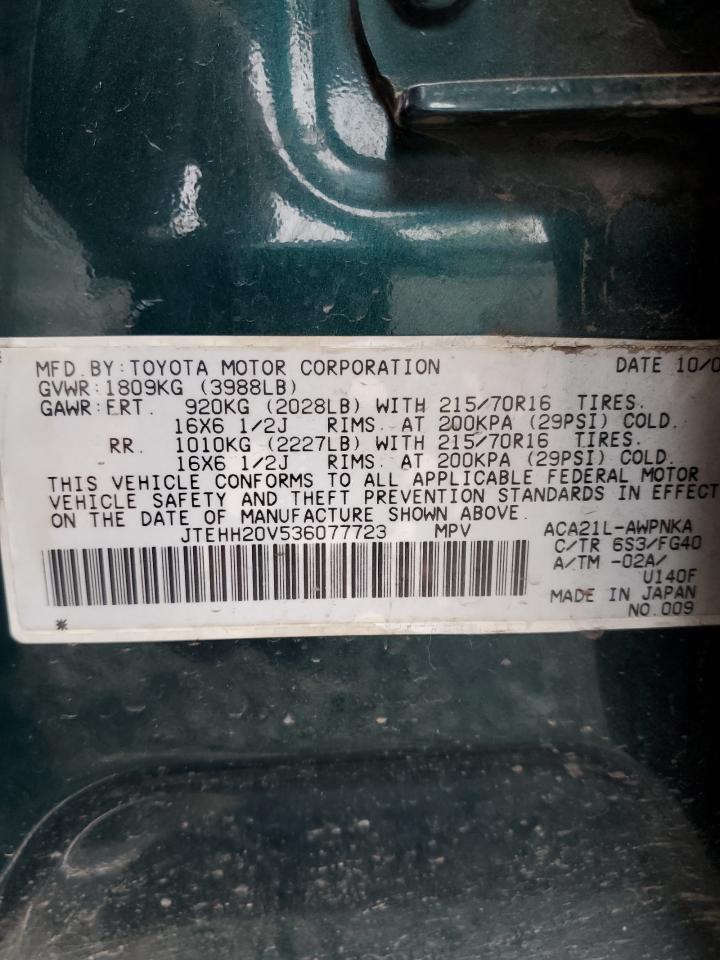 MFD.BY:TOYOTA MOTOR CORPORATION DATE 10/0
GVWR:1809KG (3988LB)
GAWR:FRT. 920KG (2028LB) WITH 215/70R16 TIRES.
16X6 1/2J RIMS. AT 200KPA (29PSI) COLD.
RR. 1010KG (2227LB) WITH 215/70R16 TIRES.
16X6 1/2J RIMS. AT 200KPA (29PSI) COLD.
THIS VEHICLE CONFORMS TO ALL APPLICABLE FEDERAL MOTOR
VEHICLE SAFETY AND THEFT PREVENTION STANDARDS IN EFFECT
ON THE DATE OF MANUFACTURE SHOWN ABOVE.
JTEHH20V536077723 MPV ACA21L-AWPNKA
C/TR 6S3/FG40
A/TM -02A/
U140F
MADE IN JAPAN
NO.009
*